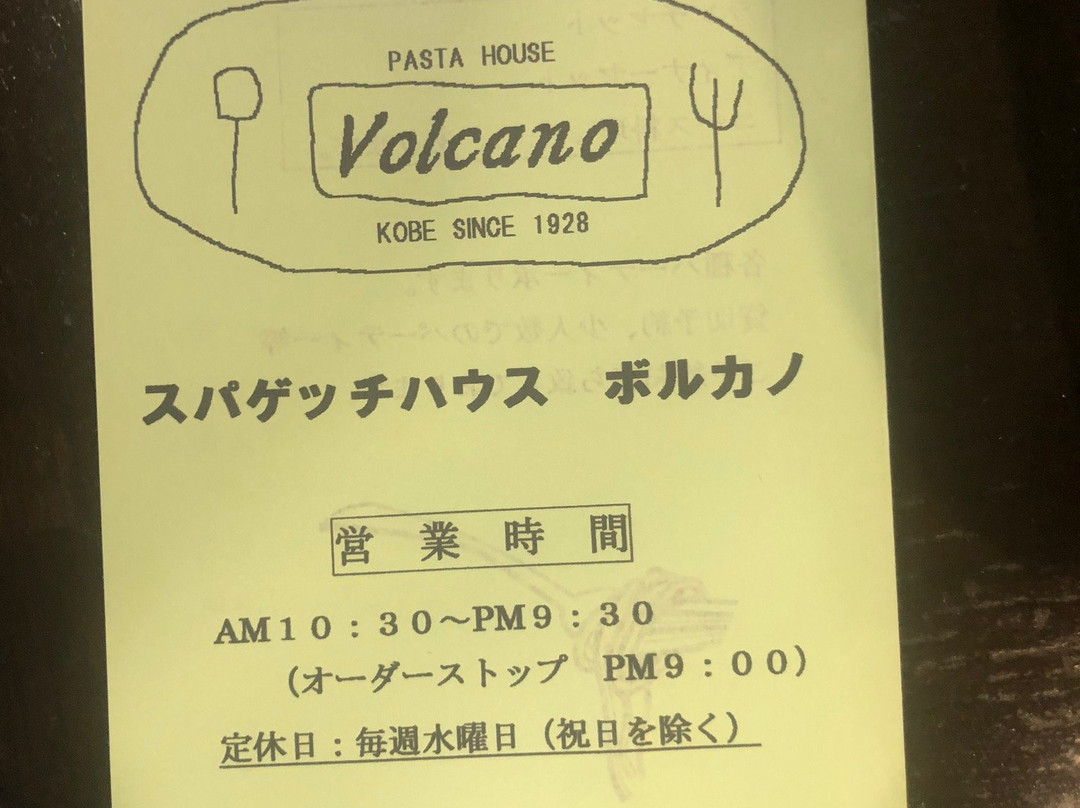 PASTA HOUSE
Volcano
KOBE SINCE 1928
スパゲッチハウス　ボルカノ
営　業　時　間
AM１０：３０～PM９：３０
（オーダーストップ　PM９：００）
定休日：毎週水曜日（祝日を除く）